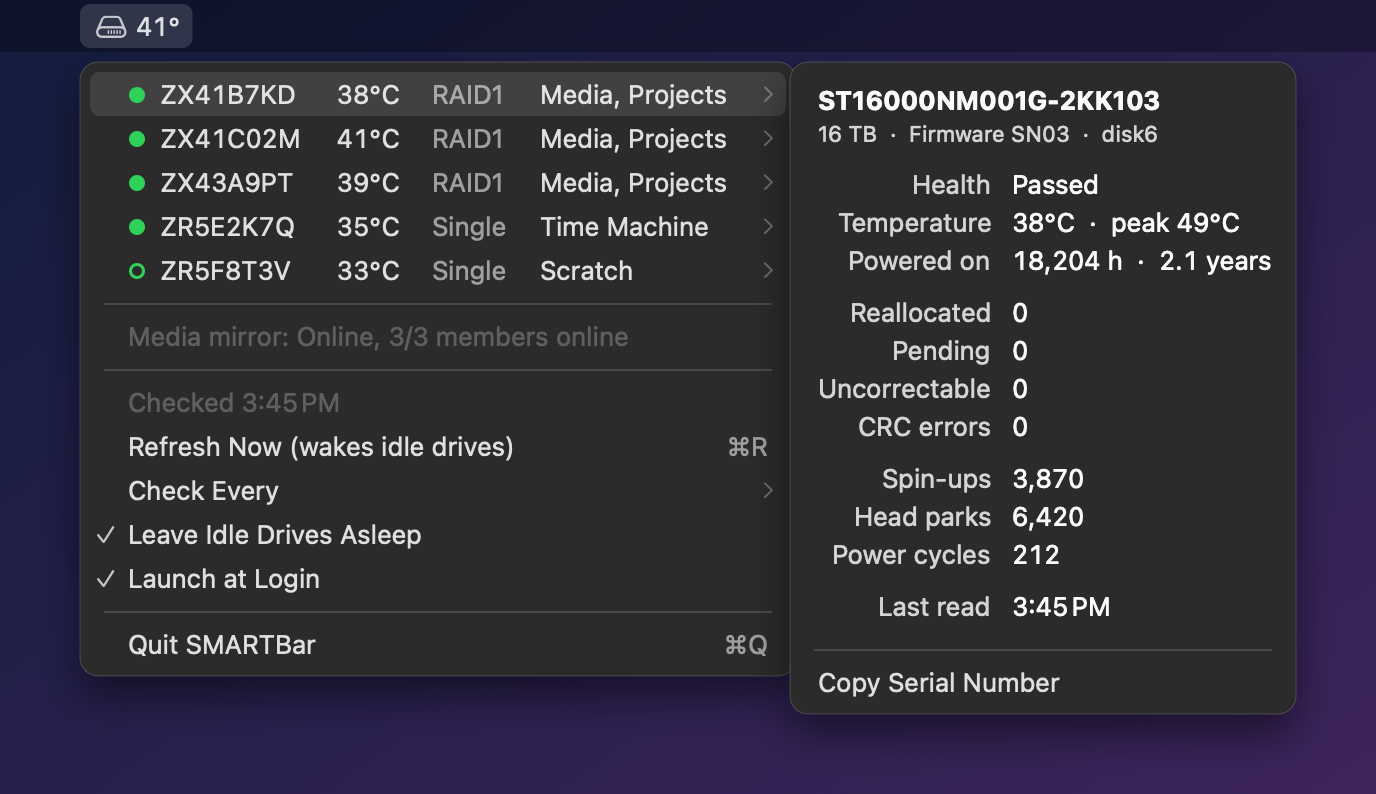 41°
ZX41B7KD 38°C RAID1 Media, Projects
ZX41C02M 41°C RAID1 Media, Projects
ZX43A9PT 39°C RAID1 Media, Projects
ZR5E2K7Q 35°C Single Time Machine
ZR5F8T3V 33°C Single Scratch
Media mirror: Online, 3/3 members online
Checked 3:45 PM
Refresh Now (wakes idle drives) ⌘R
Check Every
✓ Leave Idle Drives Asleep
✓ Launch at Login
Quit SMARTBar ⌘Q
ST16000NM001G-2KK103
16 TB · Firmware SN03 · disk6
Health Passed
Temperature 38°C · peak 49°C
Powered on 18,204 h · 2.1 years
Reallocated 0
Pending 0
Uncorrectable 0
CRC errors 0
Spin-ups 3,870
Head parks 6,420
Power cycles 212
Last read 3:45 PM
Copy Serial Number